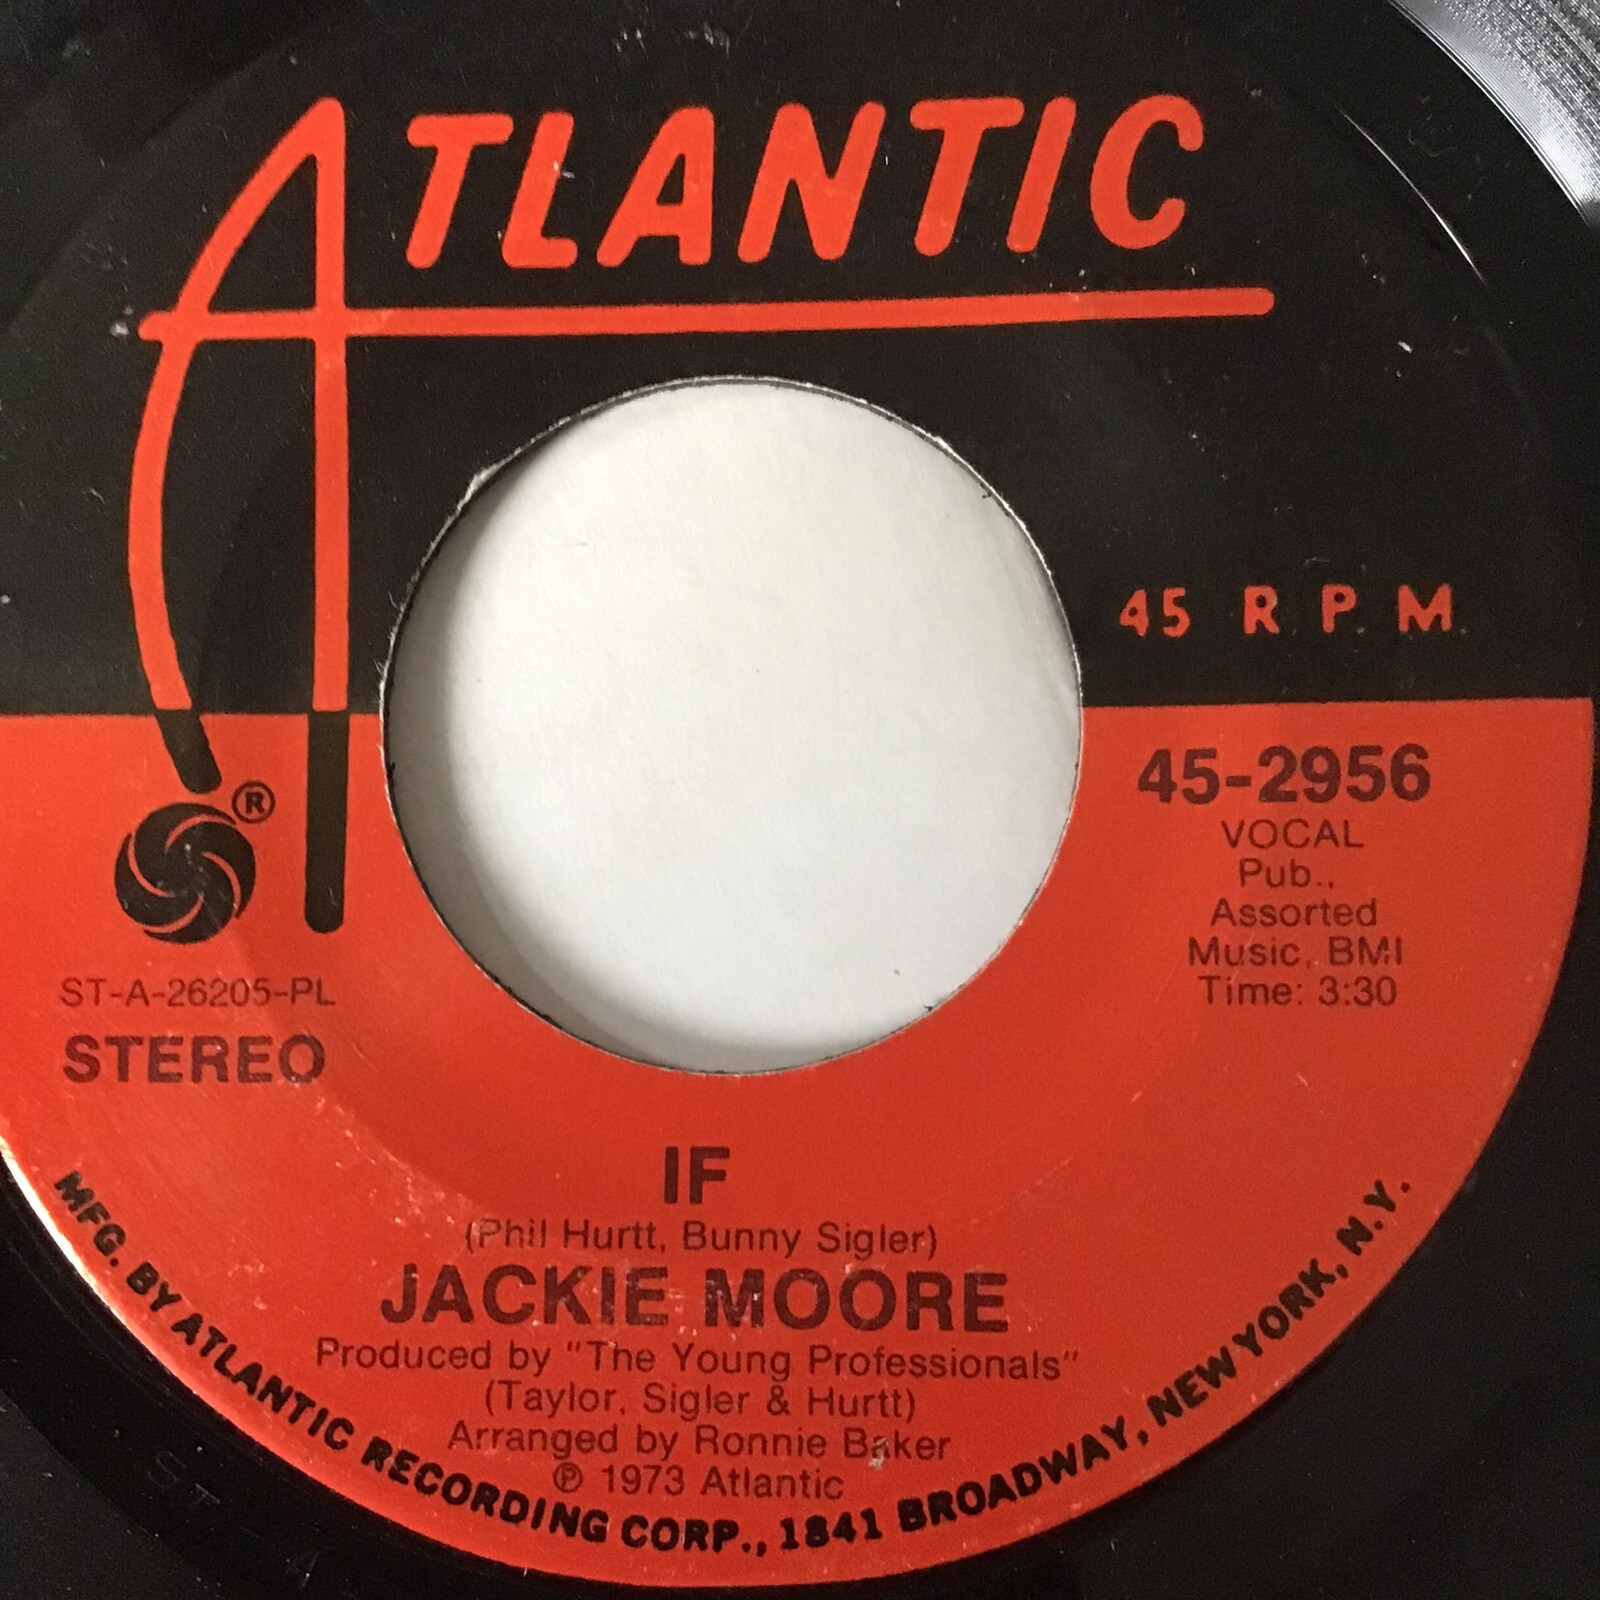 ATLANTIC
45 R.P.M.
®
45-2956
VOCAL
Pub.,
Assorted
Music, BMI
Time: 3:30
ST-A-26205-PL
STEREO
IF
(Phil Hurtt, Bunny Sigler)
JACKIE MOORE
Produced by "The Young Professionals"
(Taylor, Sigler & Hurtt)
Arranged by Ronnie Baker
℗ 1973 Atlantic
MFG. BY ATLANTIC RECORDING CORP., 1841 BROADWAY, NEW YORK, N.Y.
ST